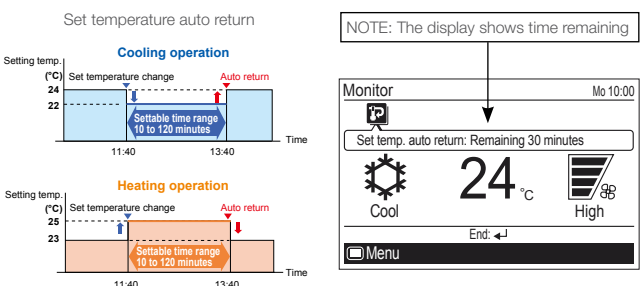 Set temperature auto return
Cooling operation
Setting temp.
(°C) Set temperature change Auto return
24
22
Settable time range
10 to 120 minutes
Time
11:40 13:40
Heating operation
Setting temp.
(°C) Set temperature change Auto return
25
23
Settable time range
10 to 120 minutes
Time
11:40 13:40
NOTE: The display shows time remaining
Monitor Mo 10:00
Set temp. auto return: Remaining 30 minutes
24 °C
Cool High
End:
Menu